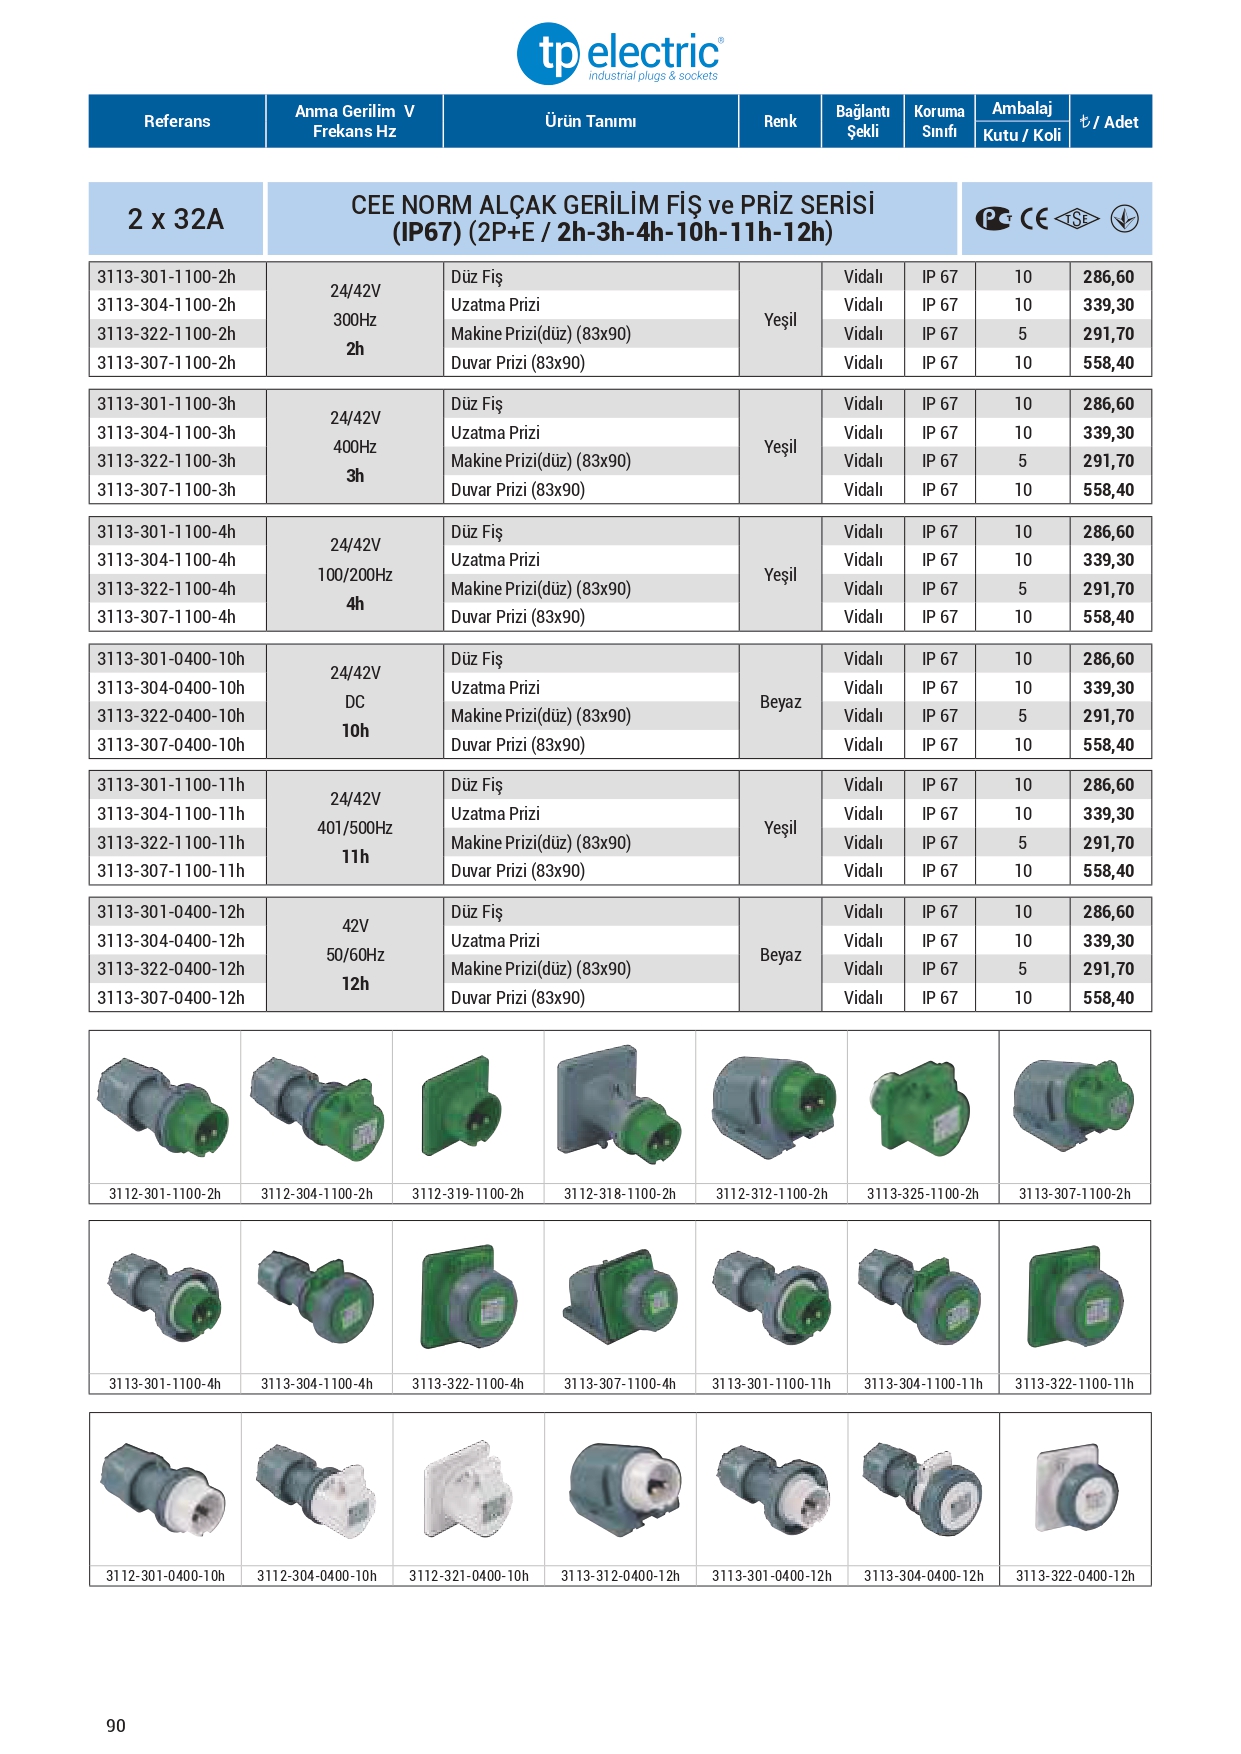 tp electric®
industrial plugs & sockets
Referans
Anma Gerilim V
Frekans Hz
Ürün Tanımı
Renk
Bağlantı
Şekli
Koruma
Sınıfı
Ambalaj
Kutu / Koli
₺ / Adet
2 x 32A
CEE NORM ALÇAK GERİLİM FİŞ ve PRİZ SERİSİ
(IP67) (2P+E / 2h-3h-4h-10h-11h-12h)
3113-301-1100-2h Düz Fiş Vidalı IP 67 10 286,60
3113-304-1100-2h Uzatma Prizi Vidalı IP 67 10 339,30
3113-322-1100-2h Makine Prizi(düz) (83x90) Vidalı IP 67 5 291,70
3113-307-1100-2h Duvar Prizi (83x90) Vidalı IP 67 10 558,40
24/42V
300Hz
2h
Yeşil
3113-301-1100-3h Düz Fiş Vidalı IP 67 10 286,60
3113-304-1100-3h Uzatma Prizi Vidalı IP 67 10 339,30
3113-322-1100-3h Makine Prizi(düz) (83x90) Vidalı IP 67 5 291,70
3113-307-1100-3h Duvar Prizi (83x90) Vidalı IP 67 10 558,40
24/42V
400Hz
3h
Yeşil
3113-301-1100-4h Düz Fiş Vidalı IP 67 10 286,60
3113-304-1100-4h Uzatma Prizi Vidalı IP 67 10 339,30
3113-322-1100-4h Makine Prizi(düz) (83x90) Vidalı IP 67 5 291,70
3113-307-1100-4h Duvar Prizi (83x90) Vidalı IP 67 10 558,40
24/42V
100/200Hz
4h
Yeşil
3113-301-0400-10h Düz Fiş Vidalı IP 67 10 286,60
3113-304-0400-10h Uzatma Prizi Vidalı IP 67 10 339,30
3113-322-0400-10h Makine Prizi(düz) (83x90) Vidalı IP 67 5 291,70
3113-307-0400-10h Duvar Prizi (83x90) Vidalı IP 67 10 558,40
24/42V
DC
10h
Beyaz
3113-301-1100-11h Düz Fiş Vidalı IP 67 10 286,60
3113-304-1100-11h Uzatma Prizi Vidalı IP 67 10 339,30
3113-322-1100-11h Makine Prizi(düz) (83x90) Vidalı IP 67 5 291,70
3113-307-1100-11h Duvar Prizi (83x90) Vidalı IP 67 10 558,40
24/42V
401/500Hz
11h
Yeşil
3113-301-0400-12h Düz Fiş Vidalı IP 67 10 286,60
3113-304-0400-12h Uzatma Prizi Vidalı IP 67 10 339,30
3113-322-0400-12h Makine Prizi(düz) (83x90) Vidalı IP 67 5 291,70
3113-307-0400-12h Duvar Prizi (83x90) Vidalı IP 67 10 558,40
42V
50/60Hz
12h
Beyaz
3112-301-1100-2h 3112-304-1100-2h 3112-319-1100-2h 3112-318-1100-2h 3112-312-1100-2h 3113-325-1100-2h 3113-307-1100-2h
3113-301-1100-4h 3113-304-1100-4h 3113-322-1100-4h 3113-307-1100-4h 3113-301-1100-11h 3113-304-1100-11h 3113-322-1100-11h
3112-301-0400-10h 3112-304-0400-10h 3112-321-0400-10h 3113-312-0400-12h 3113-301-0400-12h 3113-304-0400-12h 3113-322-0400-12h
90